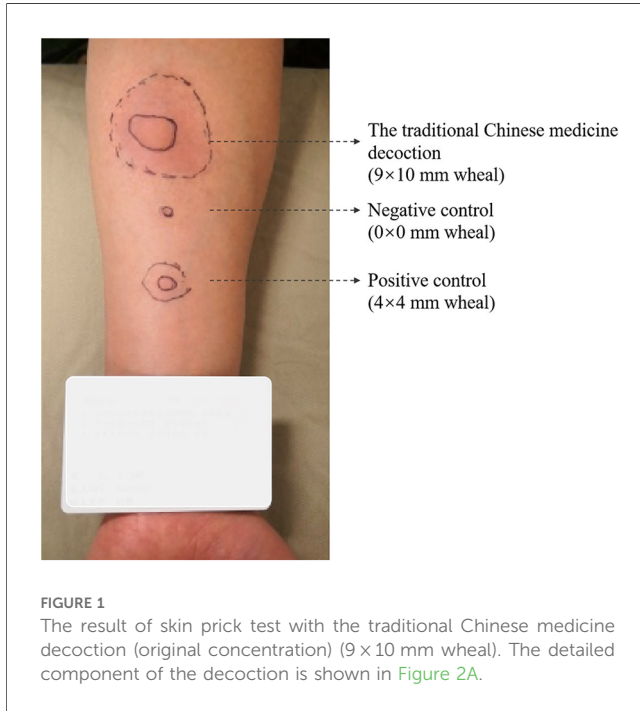 The traditional Chinese medicine
decoction
(9×10 mm wheal)
Negative control
(0×0 mm wheal)
Positive control
(4×4 mm wheal)
FIGURE 1
The result of skin prick test with the traditional Chinese medicine
decoction (original concentration) (9 × 10 mm wheal). The detailed
component of the decoction is shown in Figure 2A.